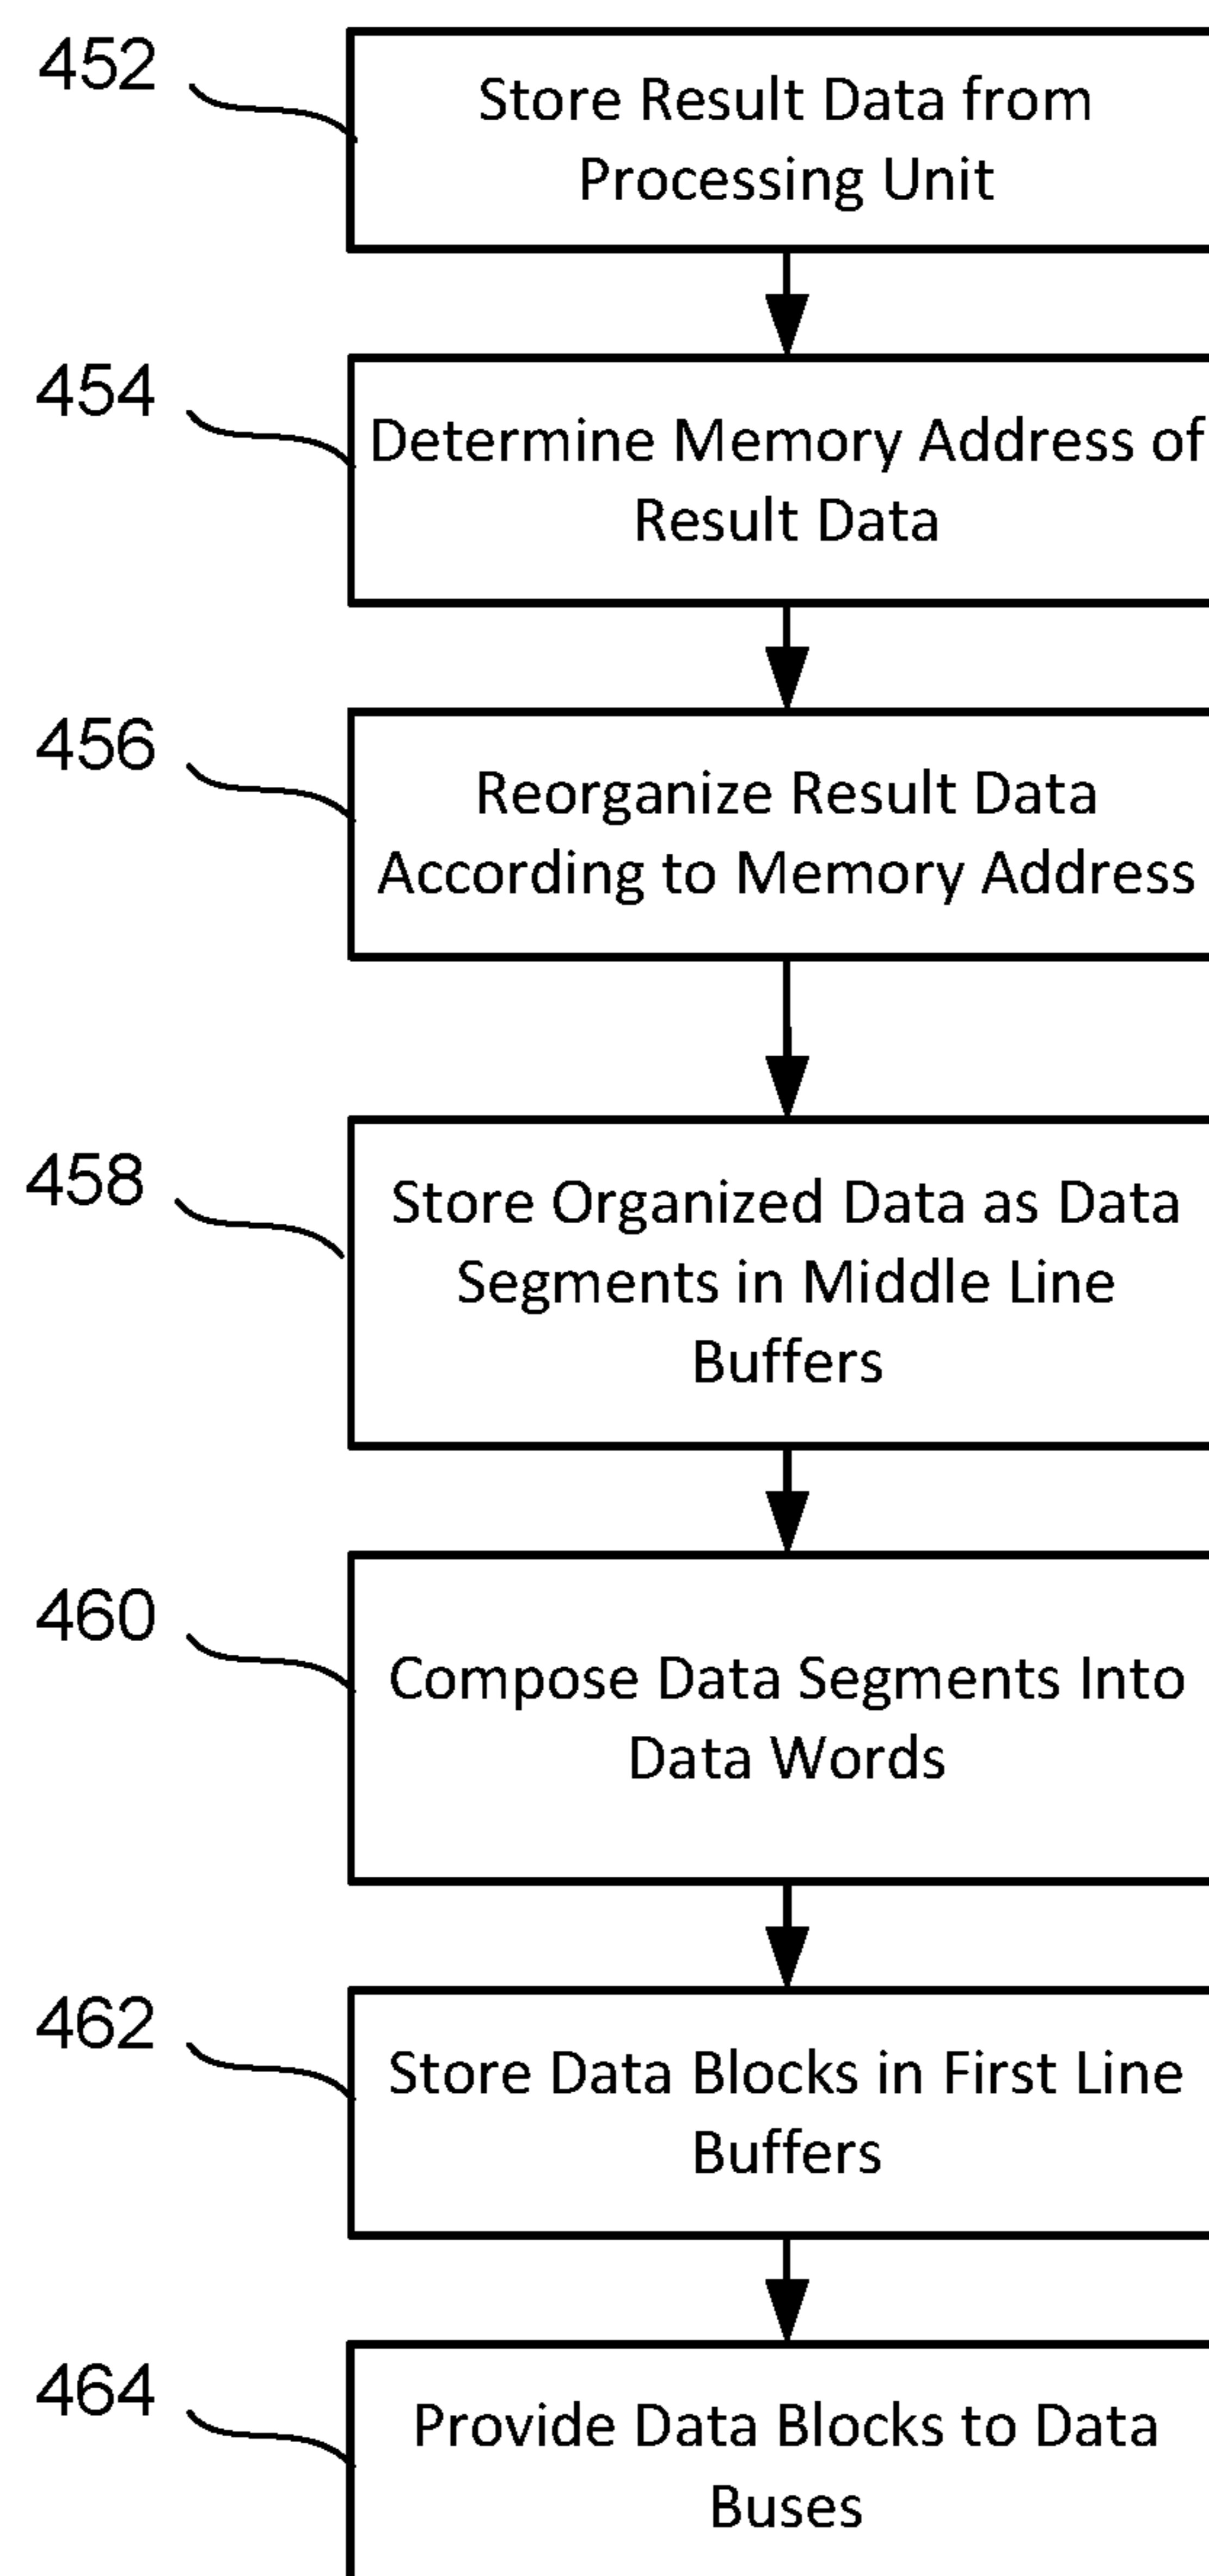 452
Store Result Data from
Processing Unit
454
Determine Memory Address of
Result Data
456
Reorganize Result Data
According to Memory Address
458
Store Organized Data as Data
Segments in Middle Line
Buffers
460
Compose Data Segments Into
Data Words
462
Store Data Blocks in First Line
Buffers
464
Provide Data Blocks to Data
Buses